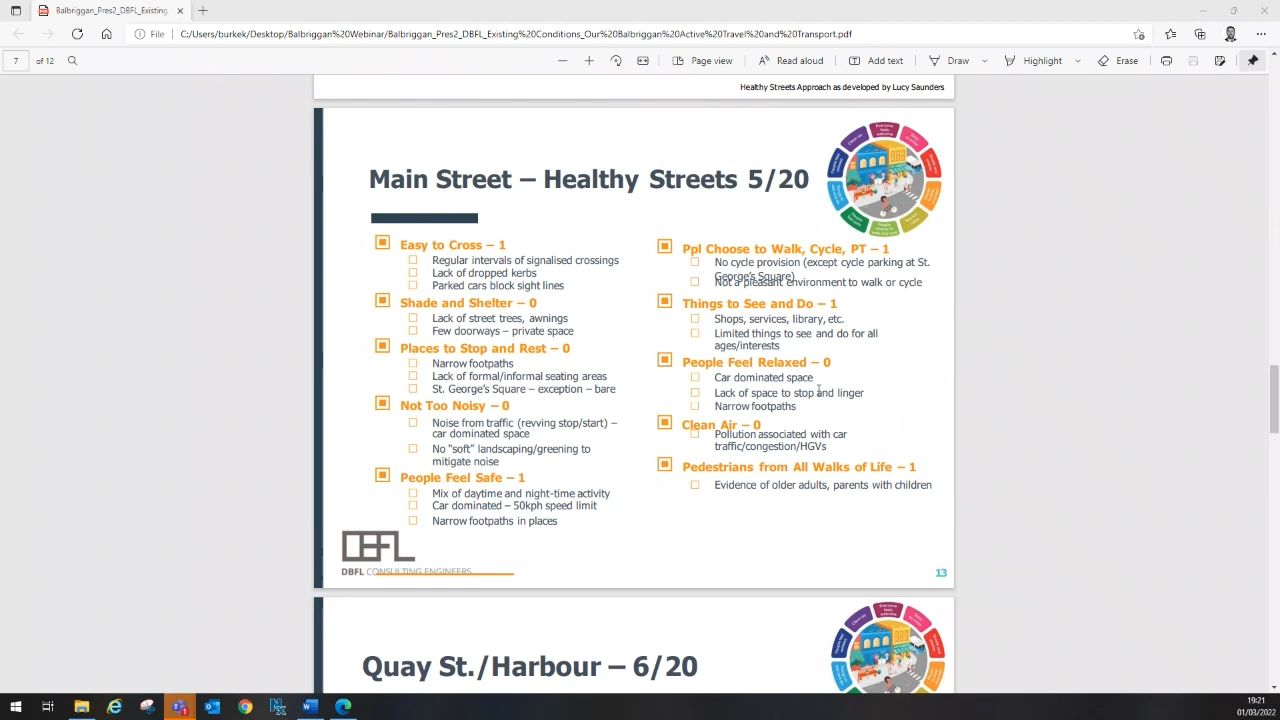 Balbriggan_Pres2_DBFL_Existing
File
C:/Users/burkek/Desktop/Balbriggan%20Webinar/Balbriggan_Pres2_DBFL_Existing%20Conditions_Our%20Balbriggan%20Active%20Travel%20and%20Transport.pdf
7 of 12
Page view
Read aloud
Add text
Draw
Highlight
Erase
Healthy Streets Approach as developed by Lucy Saunders
Main Street – Healthy Streets 5/20
Easy to Cross – 1
Regular intervals of signalised crossings
Lack of dropped kerbs
Parked cars block sight lines
Shade and Shelter – 0
Lack of street trees, awnings
Few doorways – private space
Places to Stop and Rest – 0
Narrow footpaths
Lack of formal/informal seating areas
St. George's Square – exception – bare
Not Too Noisy – 0
Noise from traffic (revving stop/start) –
car dominated space
No “soft” landscaping/greening to
mitigate noise
People Feel Safe – 1
Mix of daytime and night-time activity
Car dominated – 50kph speed limit
Narrow footpaths in places
Ppl Choose to Walk, Cycle, PT – 1
No cycle provision (except cycle parking at St.
George's Square)
Not a pleasant environment to walk or cycle
Things to See and Do – 1
Shops, services, library, etc.
Limited things to see and do for all
ages/interests
People Feel Relaxed – 0
Car dominated space
Lack of space to stop and linger
Narrow footpaths
Clean Air – 0
Pollution associated with car
traffic/congestion/HGVs
Pedestrians from All Walks of Life – 1
Evidence of older adults, parents with children
DBFL
DBFL CONSULTING ENGINEERS
13
Quay St./Harbour – 6/20
19:21
01/03/2022